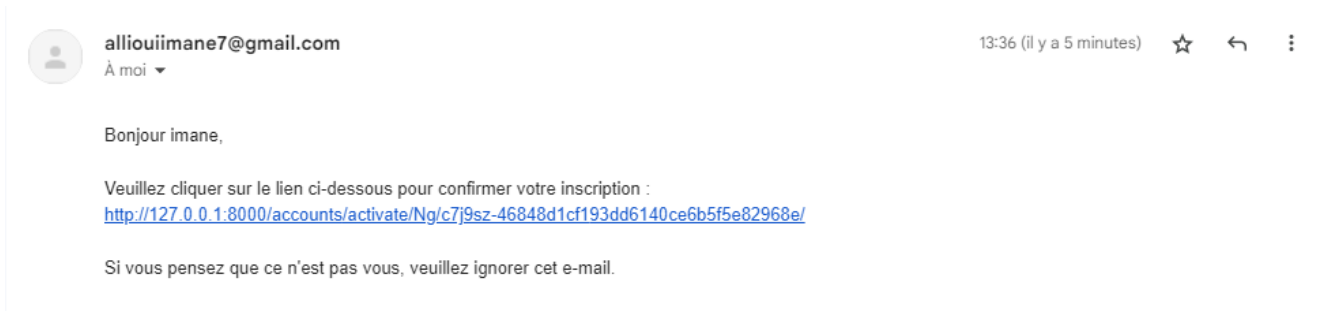 alliouiimane7@gmail.com
13:36 (il y a 5 minutes)
À moi
Bonjour imane,
Veuillez cliquer sur le lien ci-dessous pour confirmer votre inscription :
http://127.0.0.1:8000/accounts/activate/Ng/c7j9sz-46848d1cf193dd6140ce6b5f5e82968e/
Si vous pensez que ce n'est pas vous, veuillez ignorer cet e-mail.